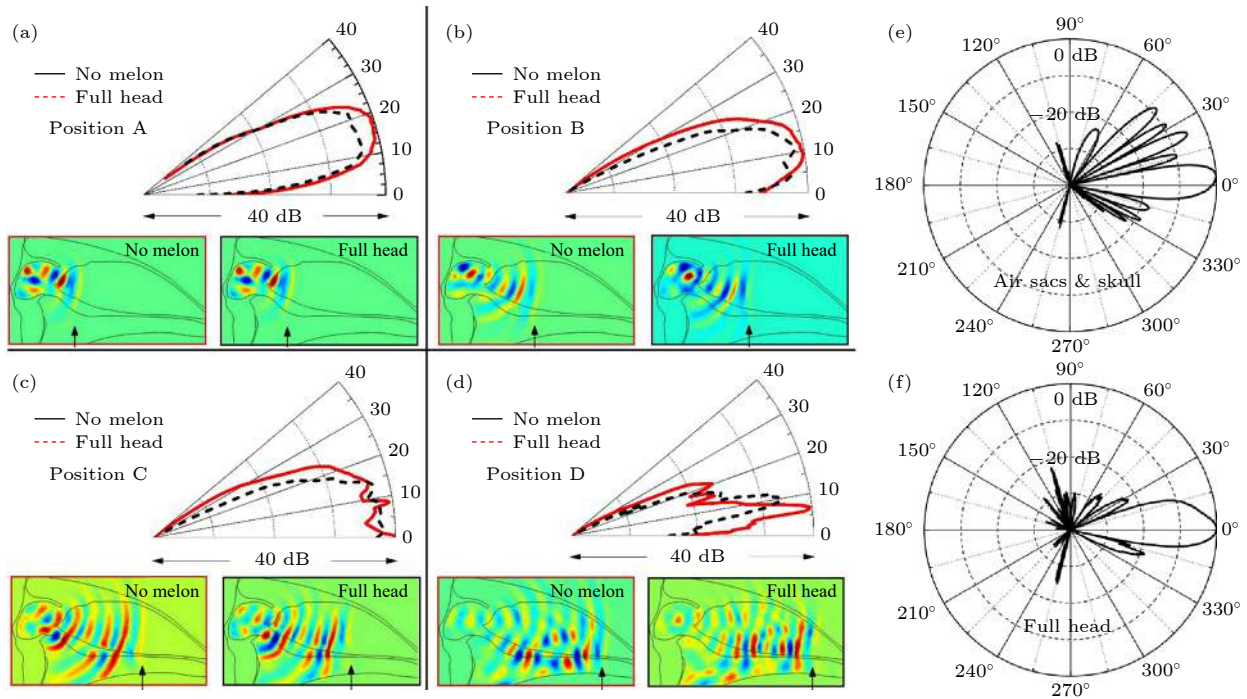 (a)
No melon
Full head
Position A
40
30
20
10
0
40 dB
No melon
Full head
(b)
No melon
Full head
Position B
40
30
20
10
0
40 dB
No melon
Full head
(c)
No melon
Full head
Position C
40
30
20
10
0
40 dB
No melon
Full head
(d)
No melon
Full head
Position D
40
30
20
10
0
40 dB
No melon
Full head
(e)
90°
120°
60°
0 dB
150°
30°
−20 dB
180°
0°
210°
330°
Air sacs & skull
240°
300°
270°
(f)
90°
120°
60°
0 dB
150°
30°
−20 dB
180°
0°
210°
330°
Full head
240°
300°
270°